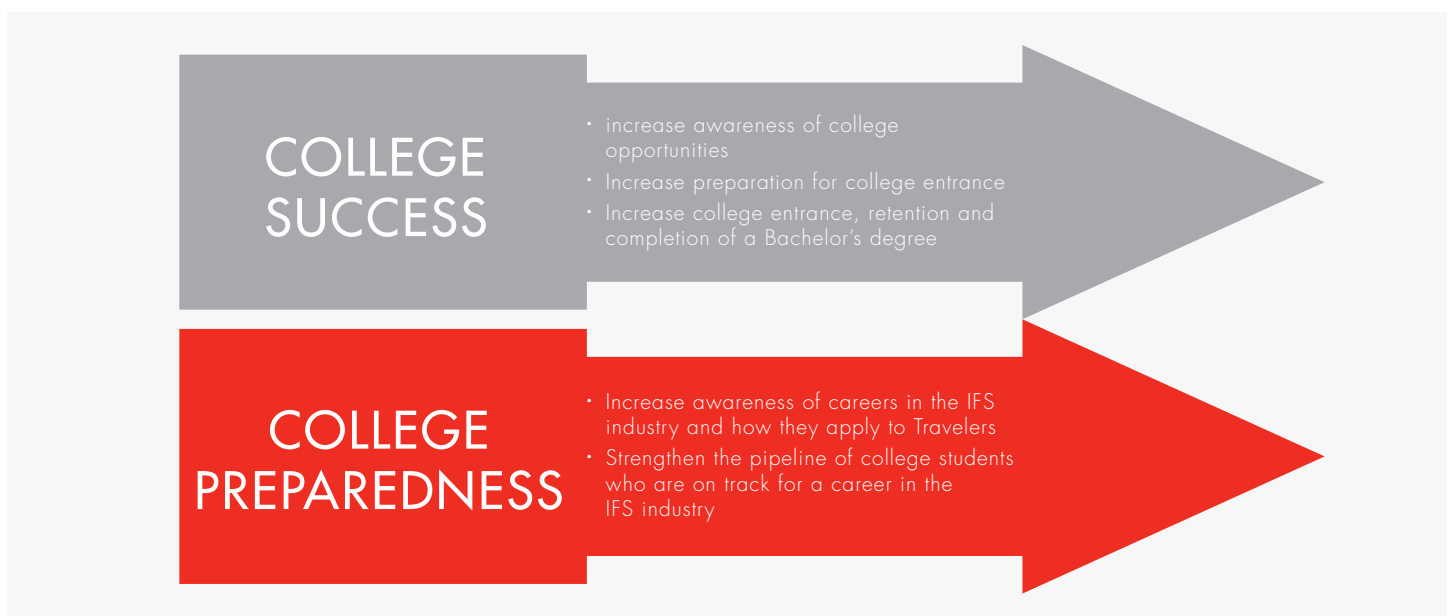 COLLEGE
SUCCESS
• increase awareness of college
opportunities
• Increase preparation for college entrance
• Increase college entrance, retention and
completion of a Bachelor’s degree
COLLEGE
PREPAREDNESS
• Increase awareness of careers in the IFS
industry and how they apply to Travelers
• Strengthen the pipeline of college students
who are on track for a career in the
IFS industry